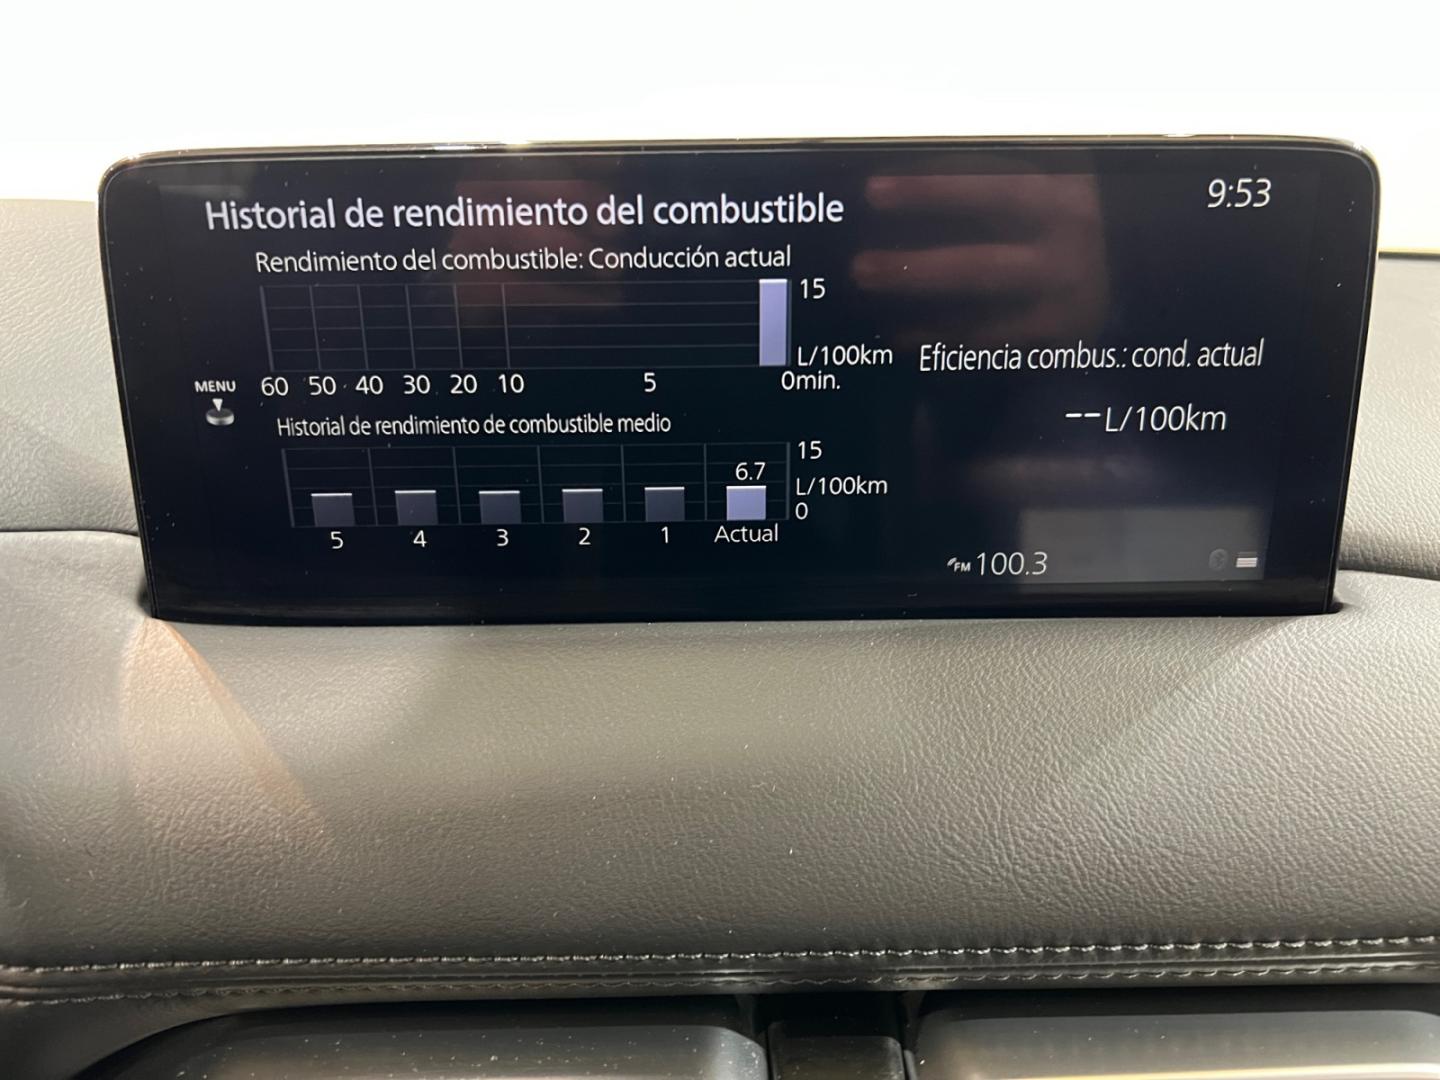 9:53
Historial de rendimiento del combustible
Rendimiento del combustible: Conducción actual
15
L/100km
60 50 40 30 20 10 5 0min.
MENU
Eficiencia combus.: cond. actual
--L/100km
Historial de rendimiento de combustible medio
15
6.7
L/100km
0
5 4 3 2 1 Actual
FM 100.3